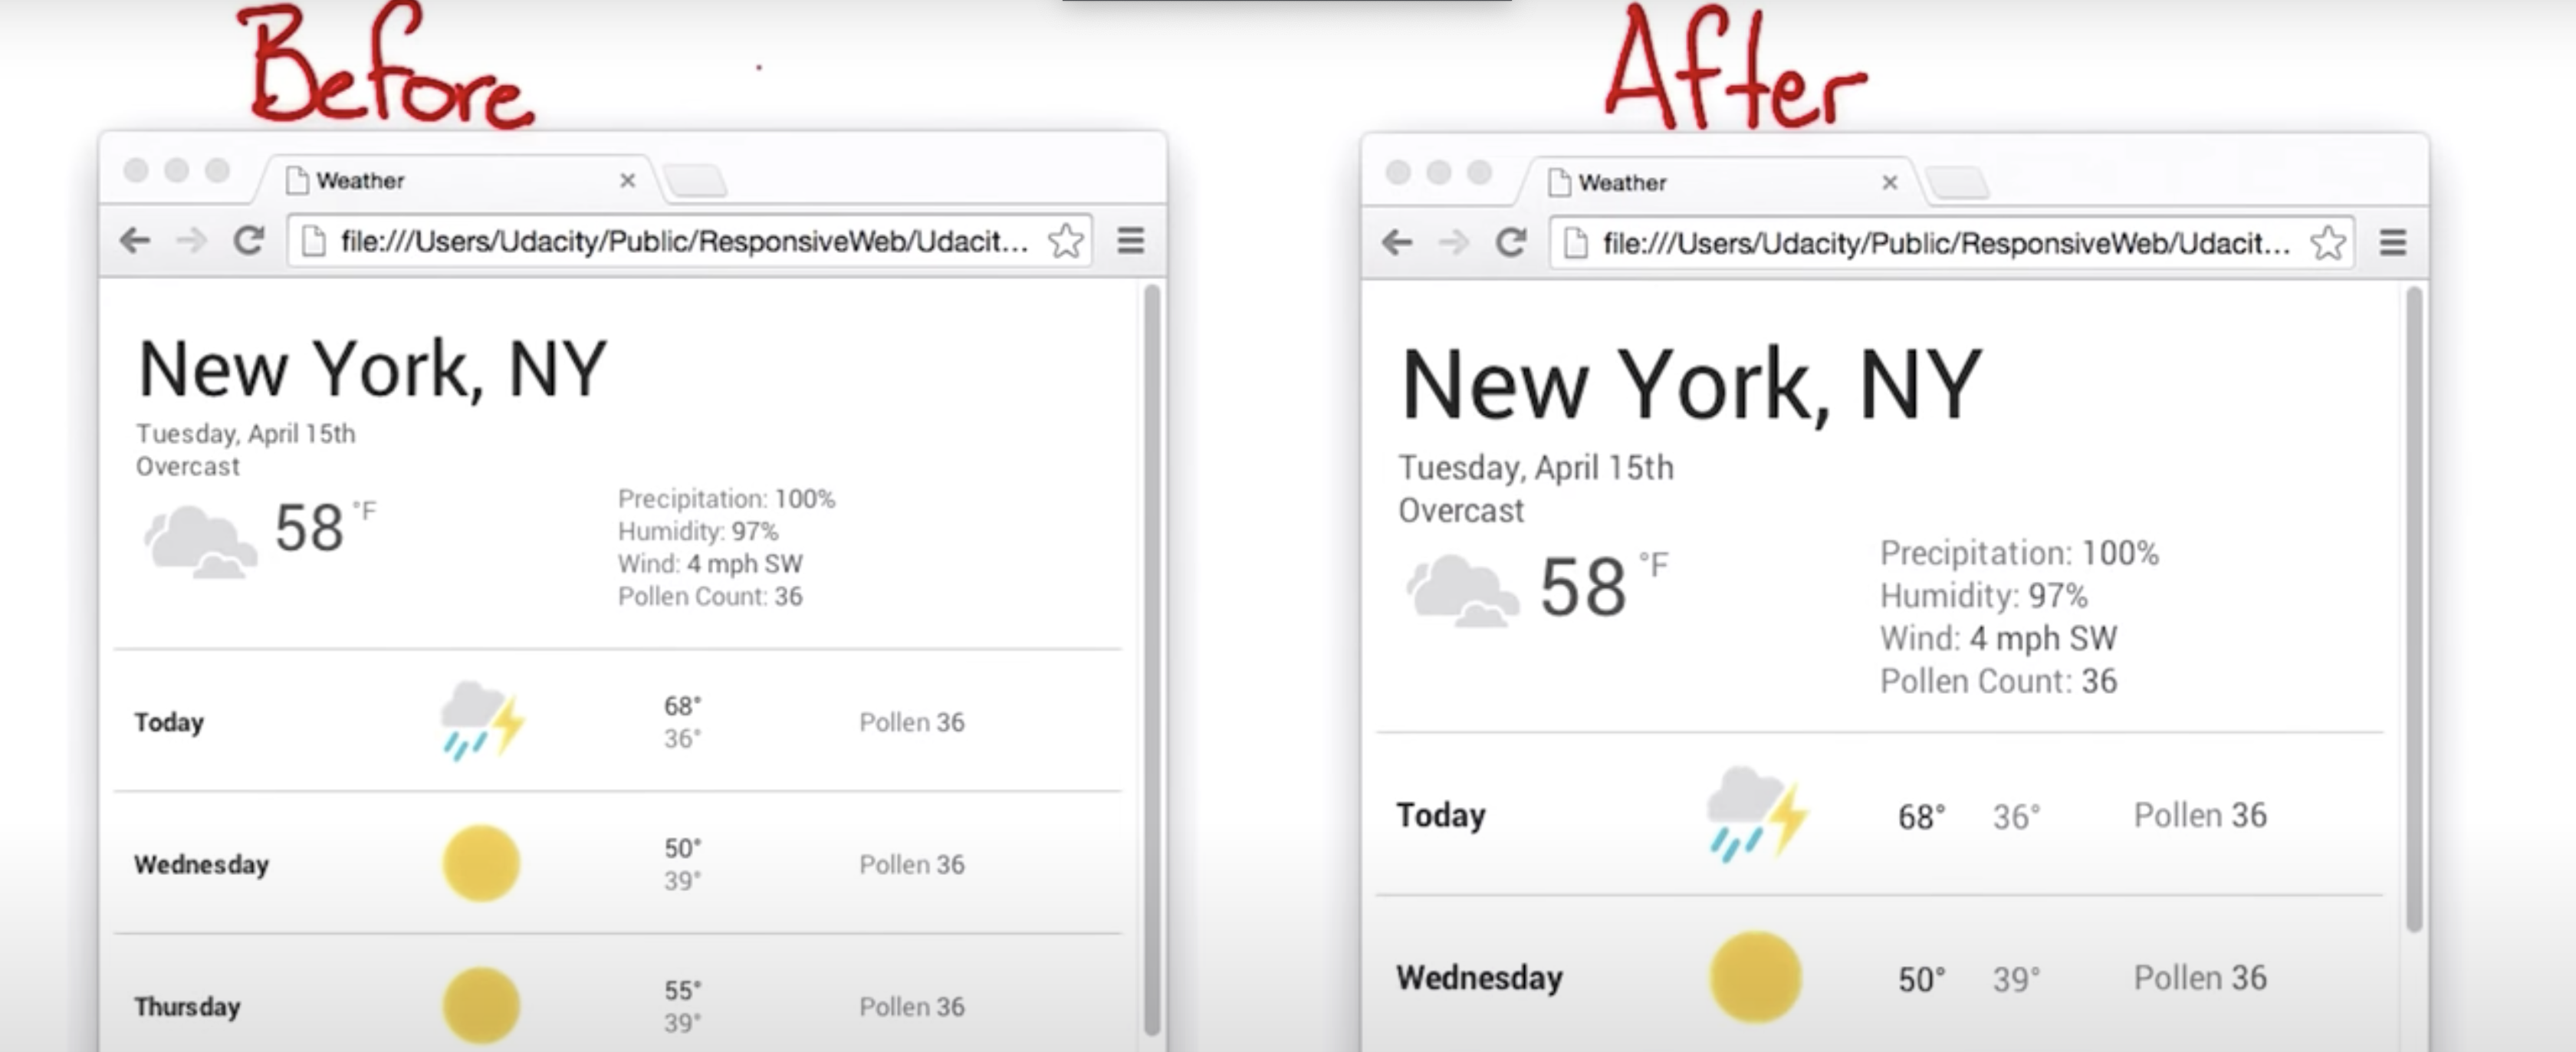 Before
Weather
file:///Users/Udacity/Public/ResponsiveWeb/Udacit...
New York, NY
Tuesday, April 15th
Overcast
58 °F
Precipitation: 100%
Humidity: 97%
Wind: 4 mph SW
Pollen Count: 36
Today 68° 36° Pollen 36
Wednesday 50° 39° Pollen 36
Thursday 55° 39° Pollen 36
After
Weather
file:///Users/Udacity/Public/ResponsiveWeb/Udacit...
New York, NY
Tuesday, April 15th
Overcast
58 °F
Precipitation: 100%
Humidity: 97%
Wind: 4 mph SW
Pollen Count: 36
Today 68° 36° Pollen 36
Wednesday 50° 39° Pollen 36